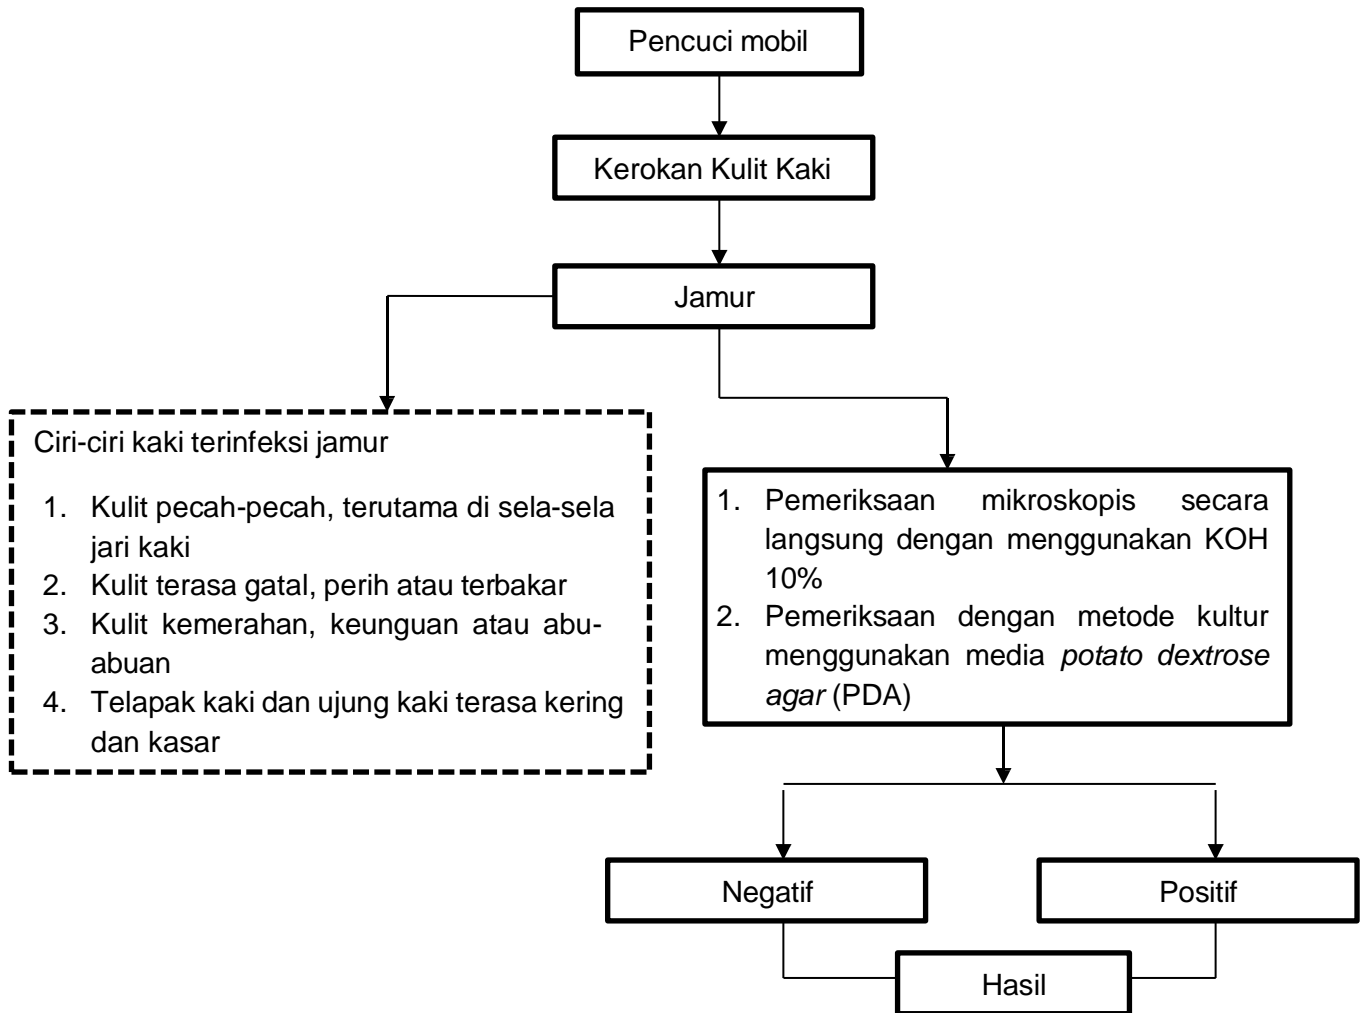 Pencuci mobil
Kerokan Kulit Kaki
Jamur
Ciri-ciri kaki terinfeksi jamur
1. Kulit pecah-pecah, terutama di sela-sela
jari kaki
2. Kulit terasa gatal, perih atau terbakar
3. Kulit kemerahan, keunguan atau abu-
abuan
4. Telapak kaki dan ujung kaki terasa kering
dan kasar
1. Pemeriksaan mikroskopis secara
langsung dengan menggunakan KOH
10%
2. Pemeriksaan dengan metode kultur
menggunakan media potato dextrose
agar (PDA)
Negatif
Positif
Hasil